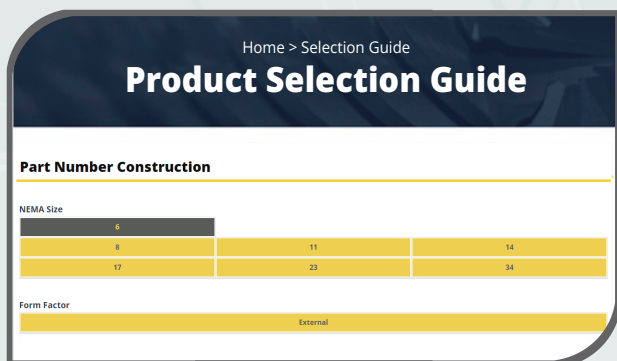 Home > Selection Guide
Product Selection Guide
Part Number Construction
NEMA Size
6
8 11 14
17 23 34
Form Factor
External